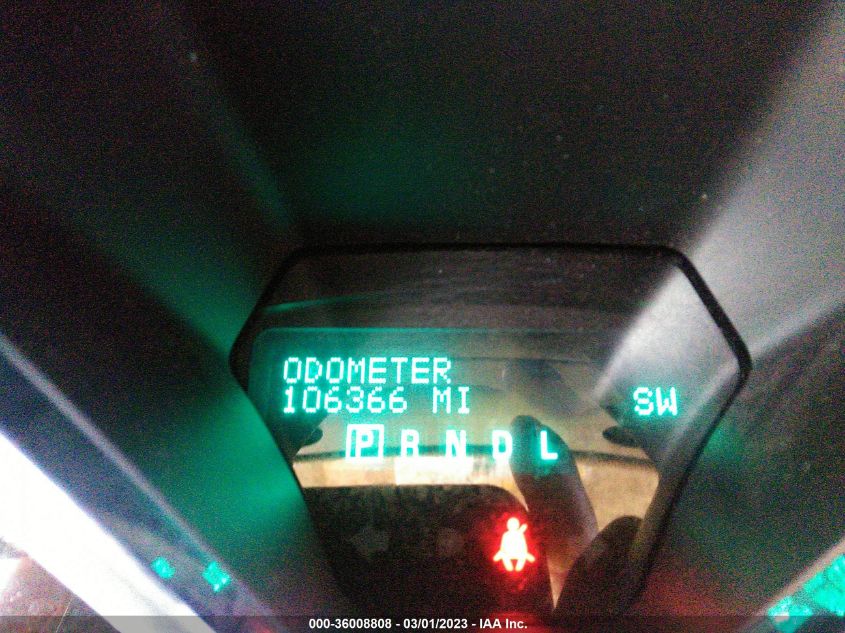 ODOMETER
106366 MI SW
P R N D L
000-36008808 - 03/01/2023 - IAA Inc.